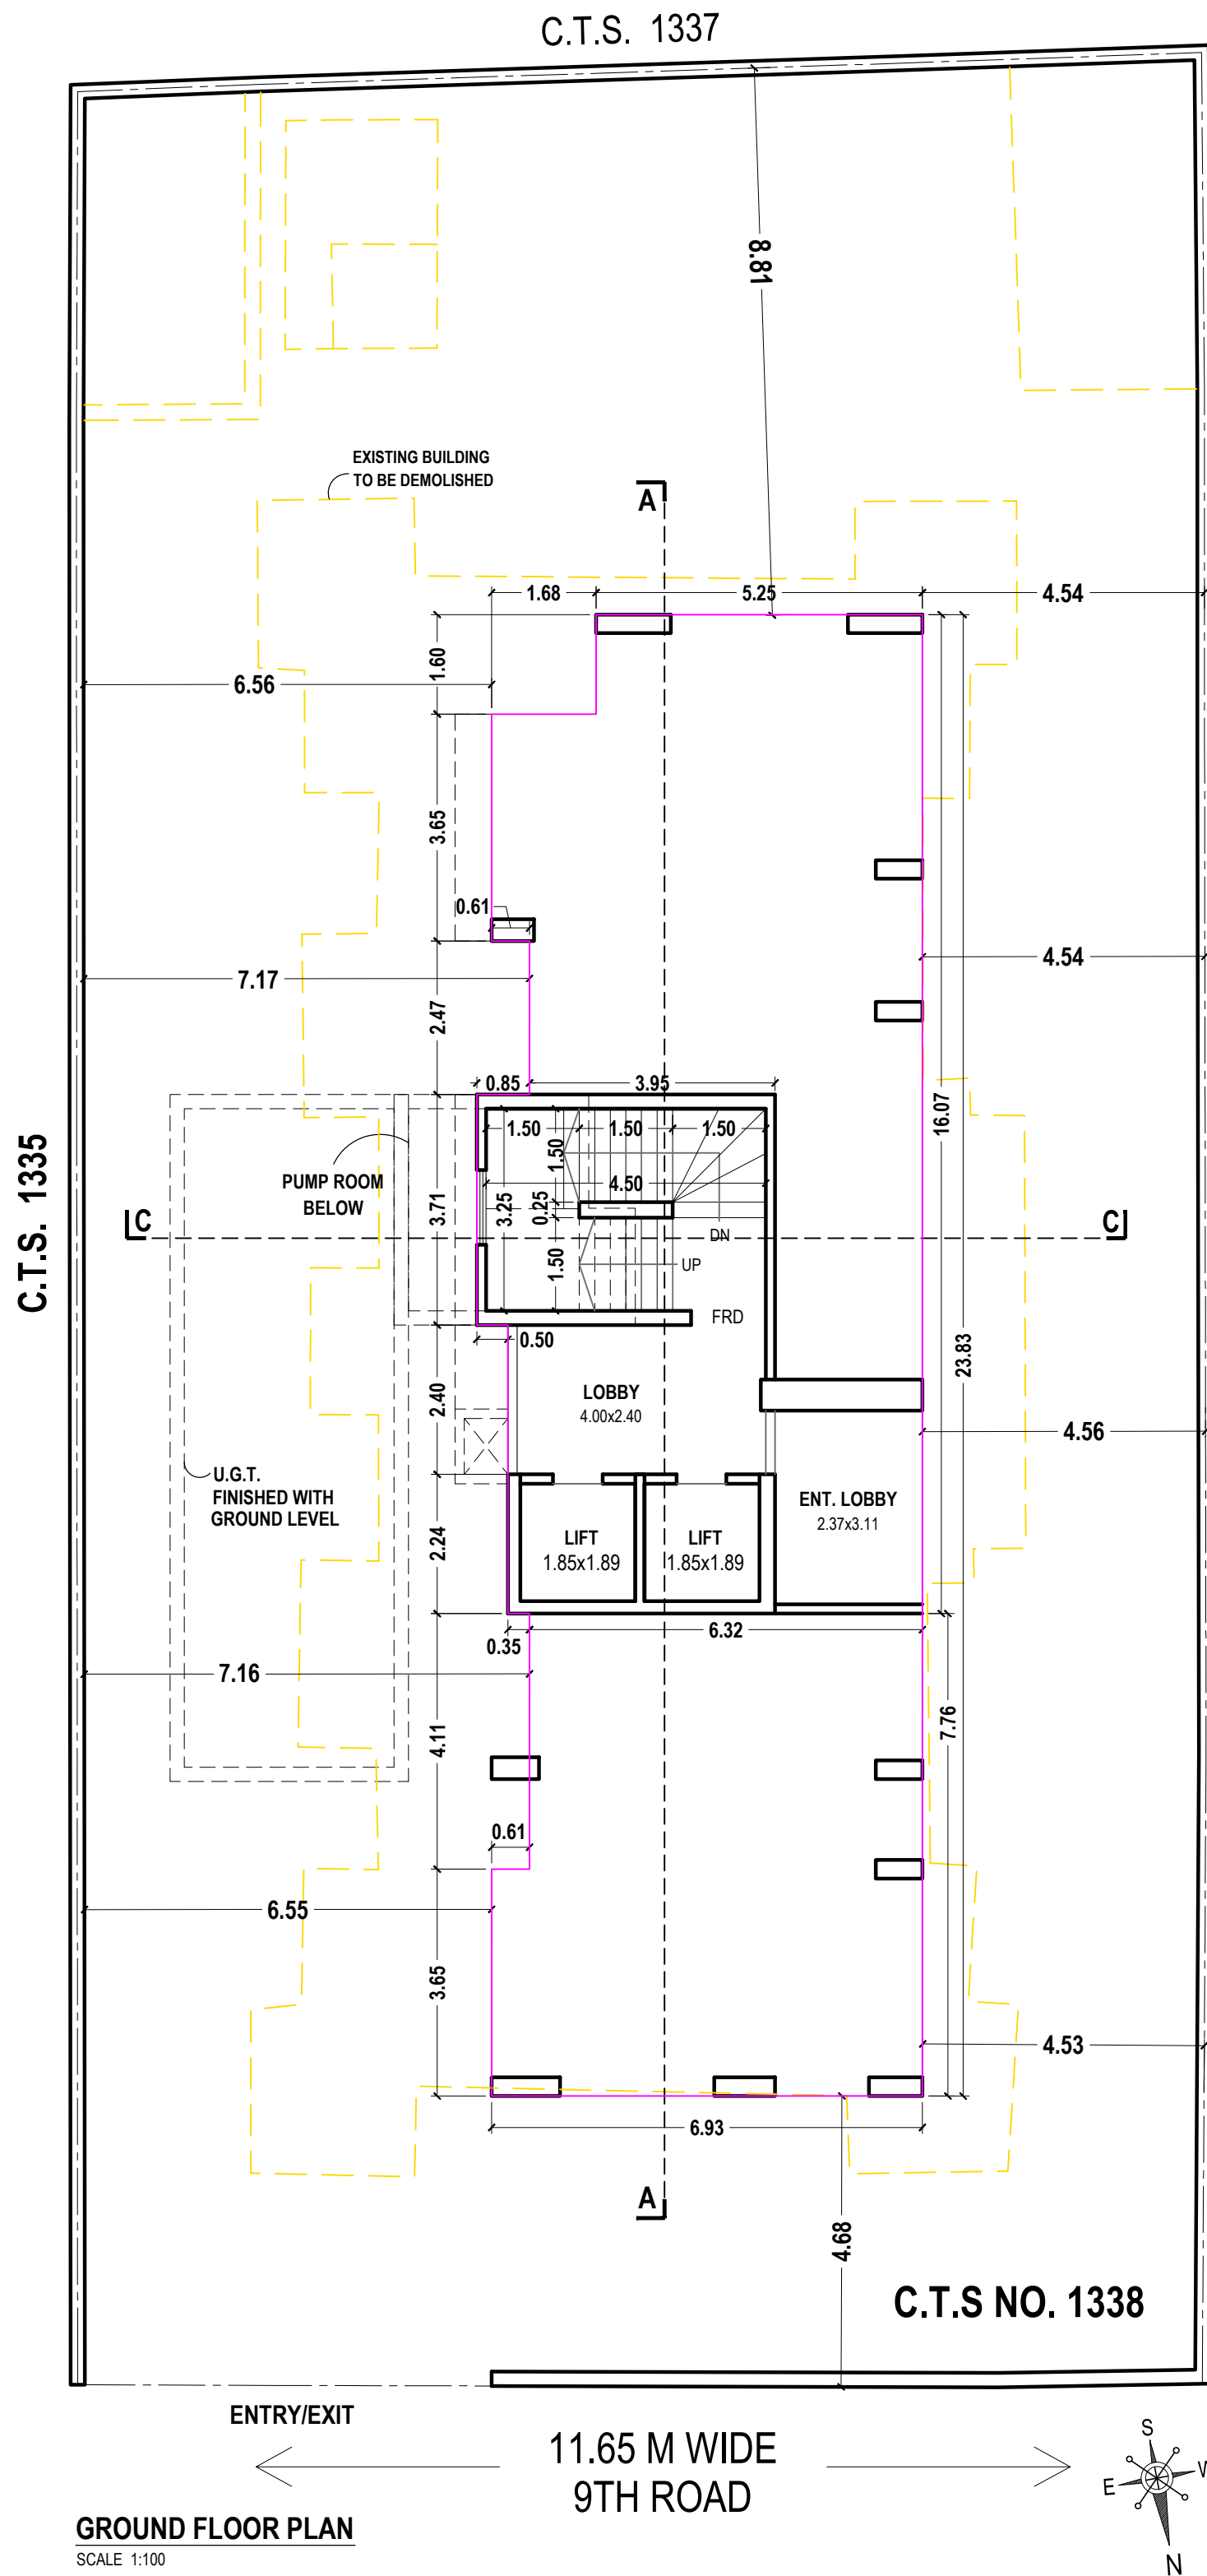 C.T.S. 1337
8.81
EXISTING BUILDING
TO BE DEMOLISHED
A
1.68
5.25
4.54
1.60
6.56
3.65
0.61
7.17
4.54
2.47
0.85
3.95
16.07
1.50
1.50
1.50
1.50
4.50
C.T.S. 1335
PUMP ROOM
BELOW
3.71
3.25
0.25
C
C
DN
1.50
UP
FRD
0.50
23.83
LOBBY
4.00x2.40
2.40
4.56
U.G.T.
FINISHED WITH
GROUND LEVEL
ENT. LOBBY
2.37x3.11
2.24
LIFT
1.85x1.89
LIFT
1.85x1.89
0.35
6.32
7.16
4.11
7.76
0.61
6.55
3.65
4.53
6.93
A
4.68
C.T.S NO. 1338
ENTRY/EXIT
11.65 M WIDE
9TH ROAD
S
E
W
N
GROUND FLOOR PLAN
SCALE 1:100